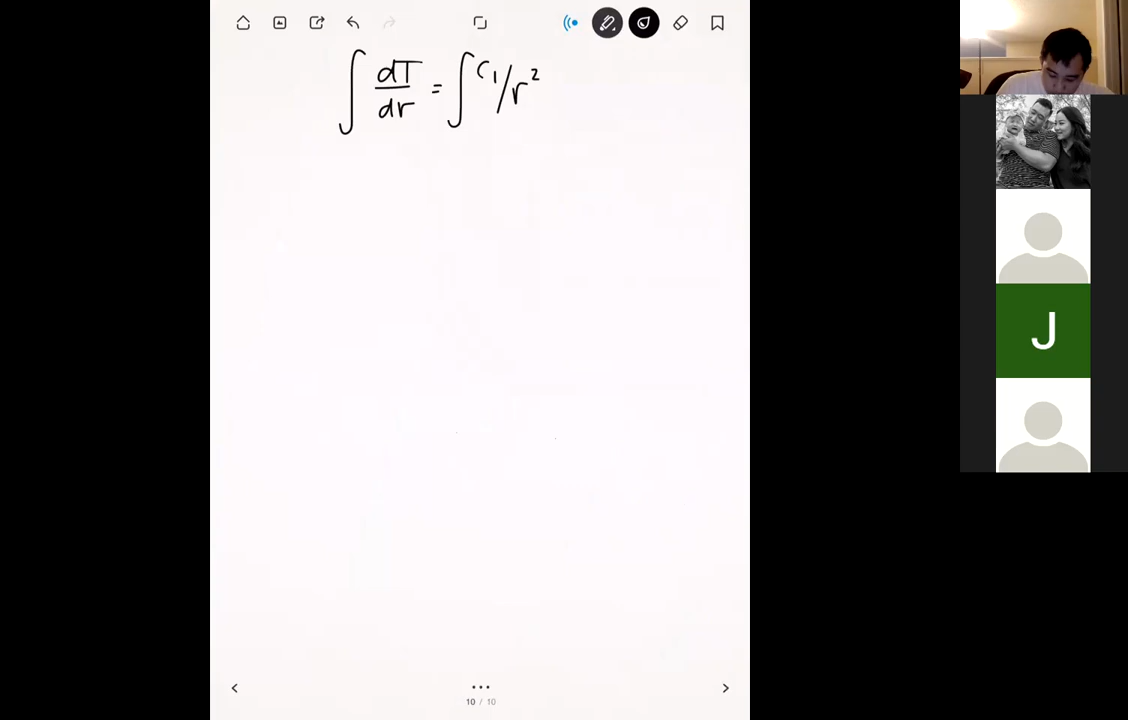 ∫ dT/dr = ∫ C₁/r²
J
10 / 10